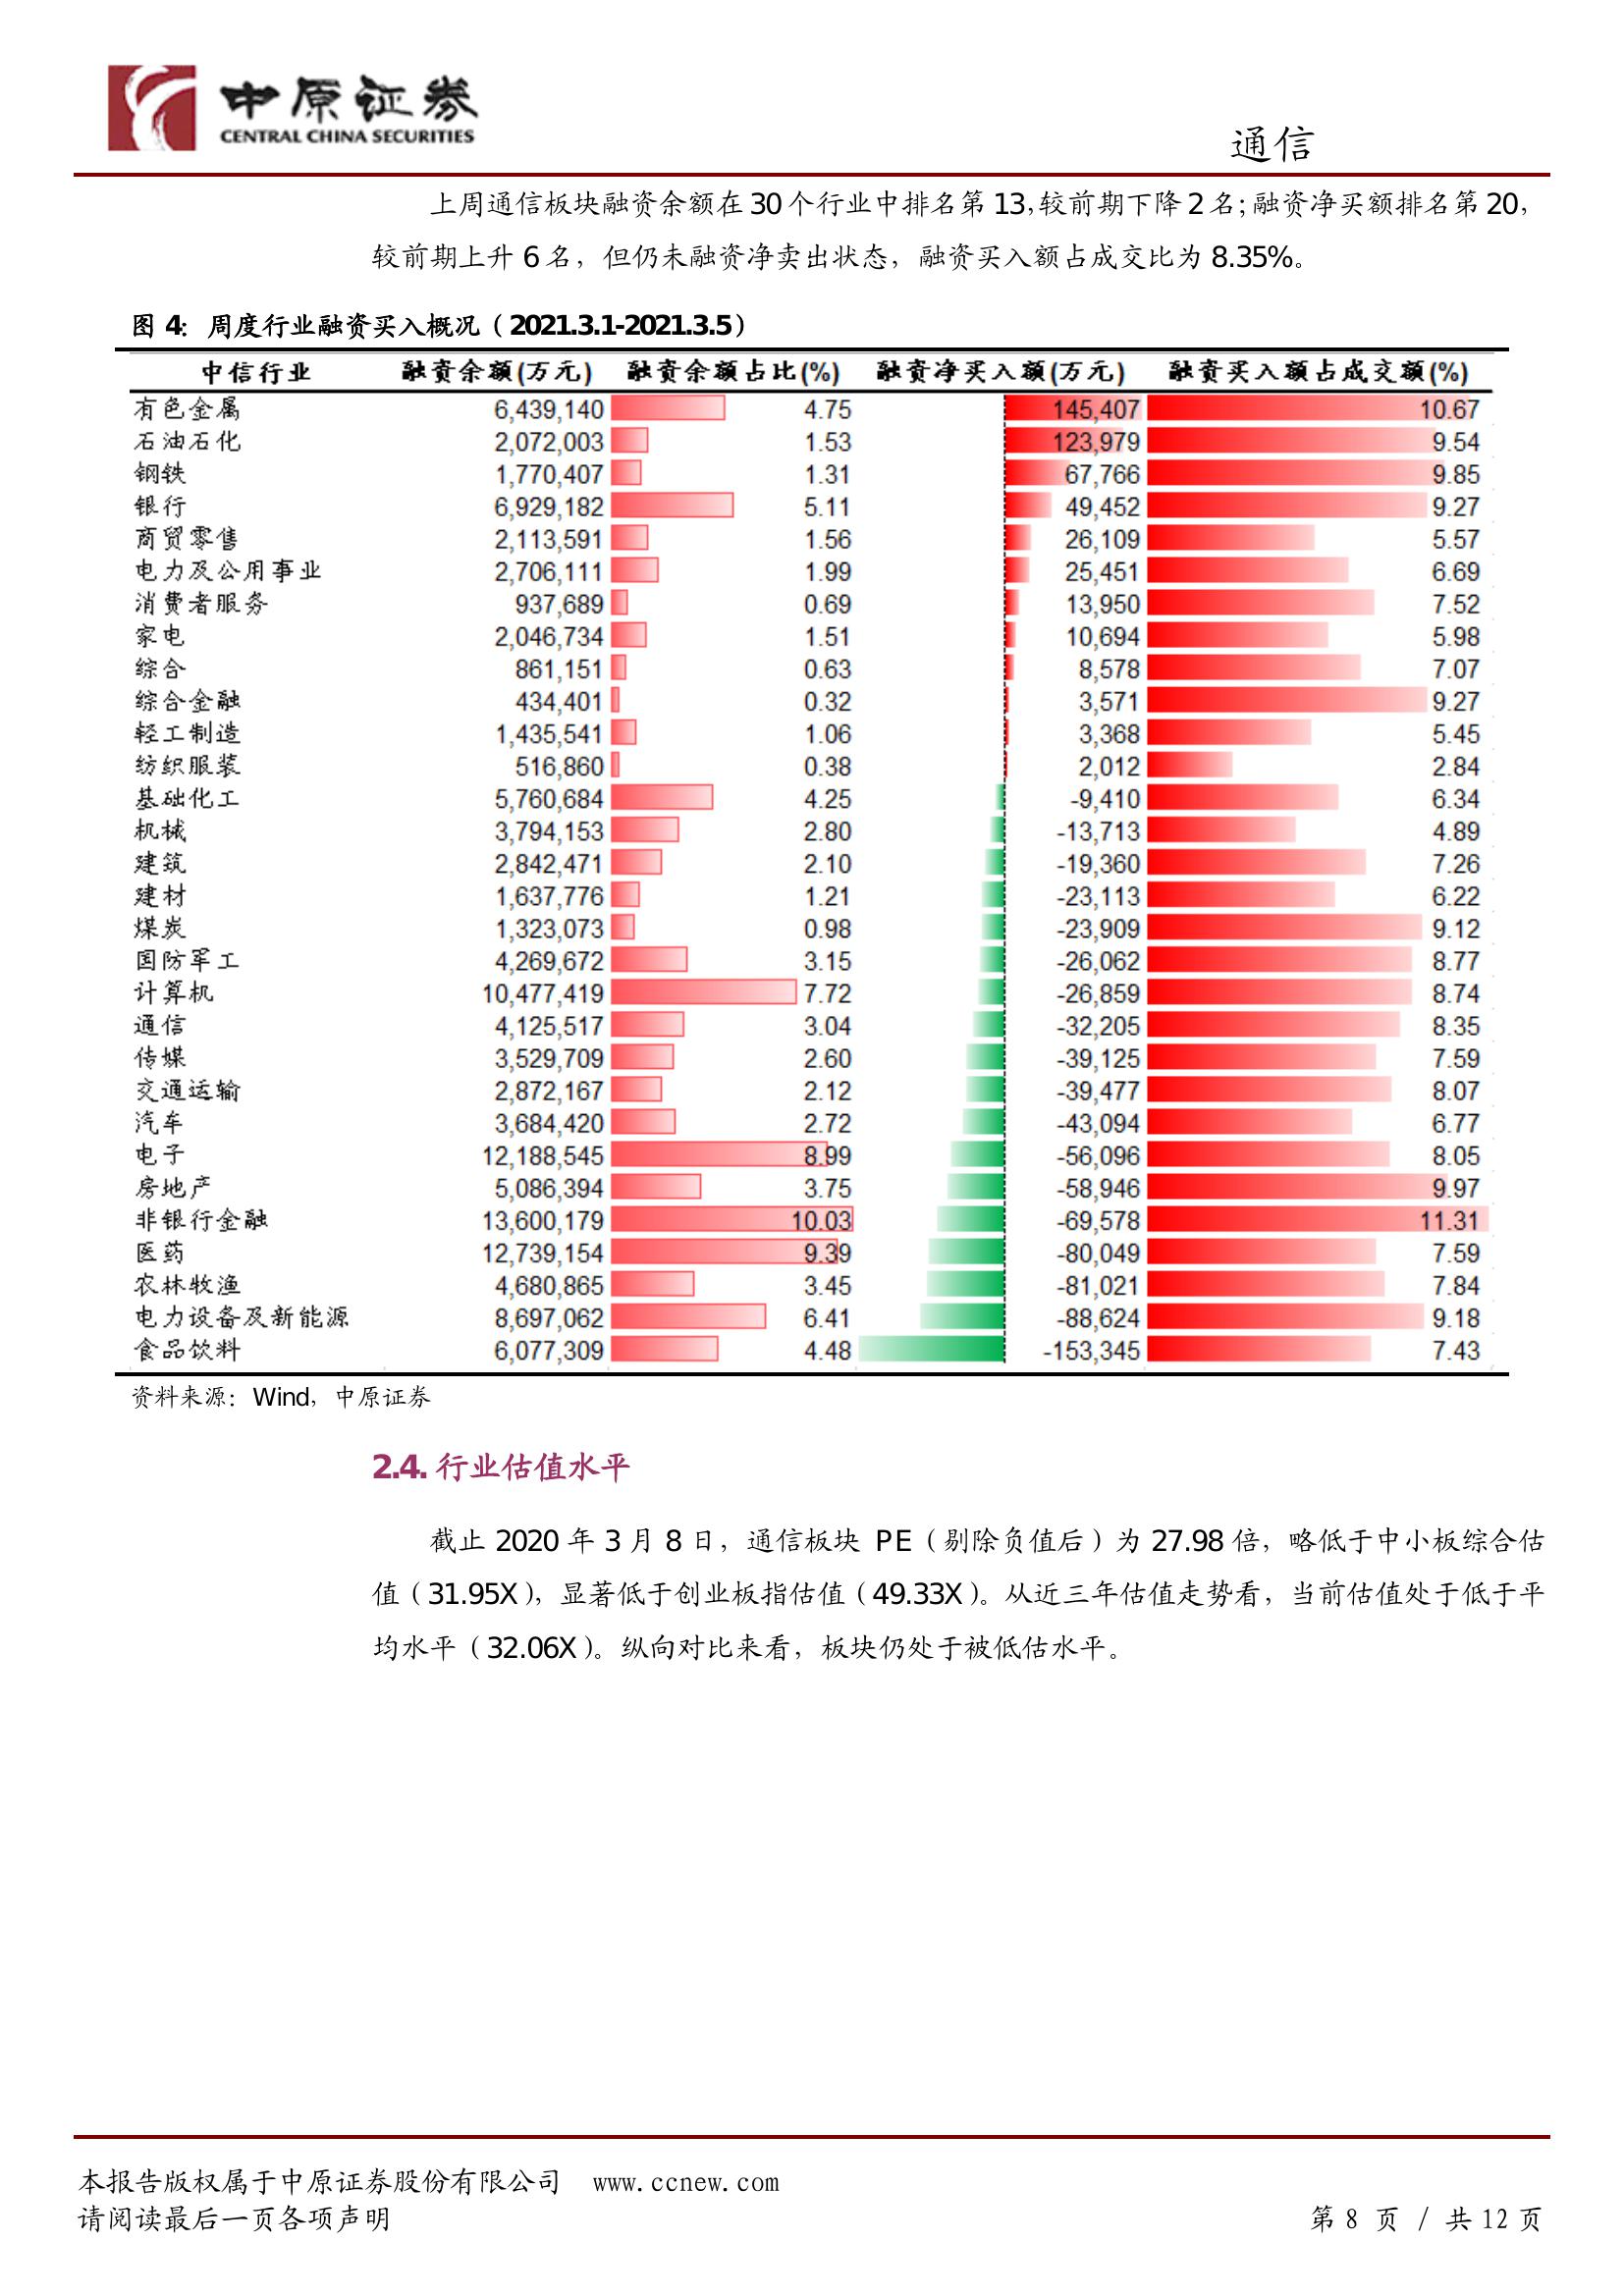 中原证券
CENTRAL CHINA SECURITIES
通信
上周通信板块融资余额在 30 个行业中排名第 13,较前期下降 2 名;融资净买额排名第 20,
较前期上升 6 名，但仍未融资净卖出状态，融资买入额占成交比为 8.35%。
图 4：周度行业融资买入概况（2021.3.1-2021.3.5）
中信行业 融资余额(万元) 融资余额占比(%) 融资净买入额(万元) 融资买入额占成交额(%)
有色金属 6,439,140 4.75 145,407 10.67
石油石化 2,072,003 1.53 123,979 9.54
钢铁 1,770,407 1.31 67,766 9.85
银行 6,929,182 5.11 49,452 9.27
商贸零售 2,113,591 1.56 26,109 5.57
电力及公用事业 2,706,111 1.99 25,451 6.69
消费者服务 937,689 0.69 13,950 7.52
家电 2,046,734 1.51 10,694 5.98
综合 861,151 0.63 8,578 7.07
综合金融 434,401 0.32 3,571 9.27
轻工制造 1,435,541 1.06 3,368 5.45
纺织服装 516,860 0.38 2,012 2.84
基础化工 5,760,684 4.25 -9,410 6.34
机械 3,794,153 2.80 -13,713 4.89
建筑 2,842,471 2.10 -19,360 7.26
建材 1,637,776 1.21 -23,113 6.22
煤炭 1,323,073 0.98 -23,909 9.12
国防军工 4,269,672 3.15 -26,062 8.77
计算机 10,477,419 7.72 -26,859 8.74
通信 4,125,517 3.04 -32,205 8.35
传媒 3,529,709 2.60 -39,125 7.59
交通运输 2,872,167 2.12 -39,477 8.07
汽车 3,684,420 2.72 -43,094 6.77
电子 12,188,545 8.99 -56,096 8.05
房地产 5,086,394 3.75 -58,946 9.97
非银行金融 13,600,179 10.03 -69,578 11.31
医药 12,739,154 9.39 -80,049 7.59
农林牧渔 4,680,865 3.45 -81,021 7.84
电力设备及新能源 8,697,062 6.41 -88,624 9.18
食品饮料 6,077,309 4.48 -153,345 7.43
资料来源：Wind，中原证券
2.4. 行业估值水平
截止 2020 年 3 月 8 日，通信板块 PE（剔除负值后）为 27.98 倍，略低于中小板综合估
值（31.95X），显著低于创业板指估值（49.33X）。从近三年估值走势看，当前估值处于低于平
均水平（32.06X）。纵向对比来看，板块仍处于被低估水平。
本报告版权属于中原证券股份有限公司 www.ccnew.com
请阅读最后一页各项声明
第 8 页 / 共 12 页